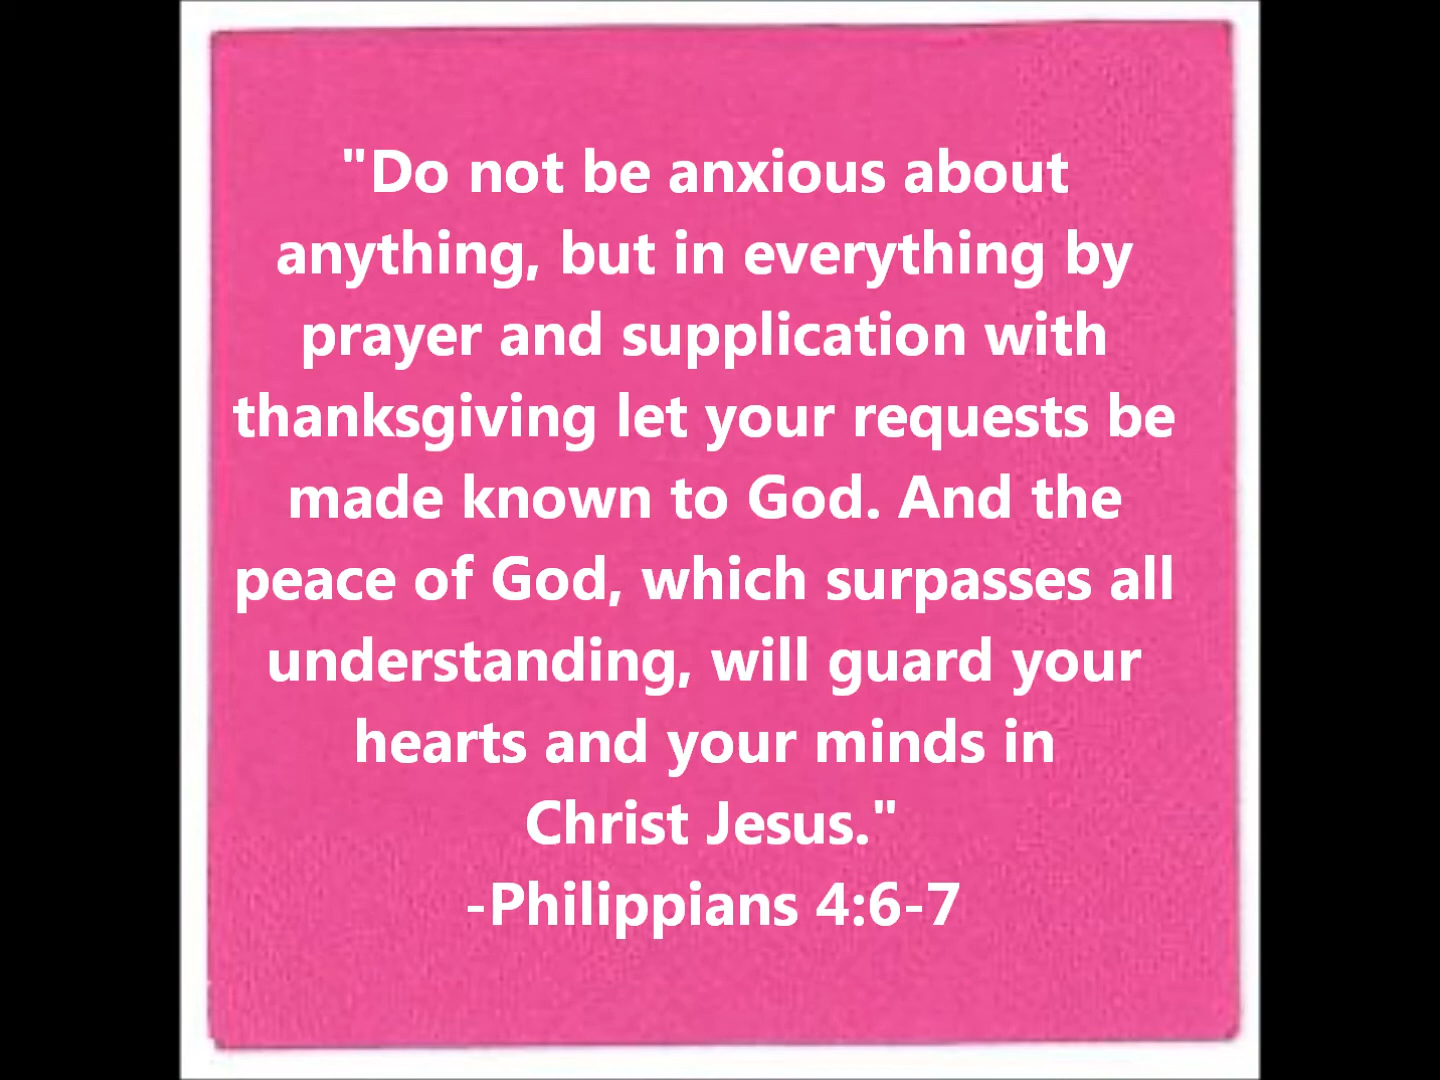 "Do not be anxious about
anything, but in everything by
prayer and supplication with
thanksgiving let your requests be
made known to God. And the
peace of God, which surpasses all
understanding, will guard your
hearts and your minds in
Christ Jesus."
-Philippians 4:6-7